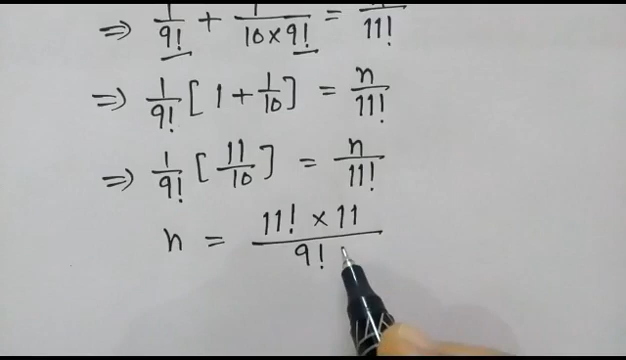 ⇒ 1/9! + 1/(10×9!) = n/11!
⇒ 1/9! [ 1 + 1/10 ] = n/11!
⇒ 1/9! [ 11/10 ] = n/11!
n = (11! × 11)/9!